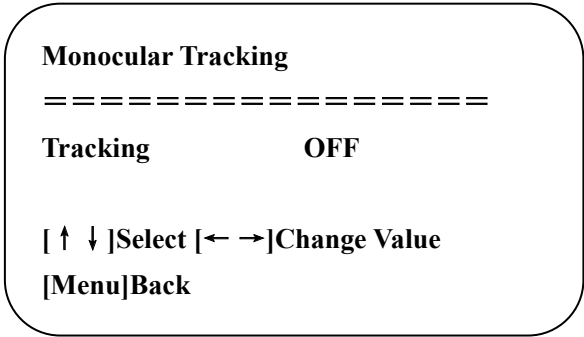 Monocular Tracking
================
Tracking OFF
[ ↑ ↓ ]Select [← →]Change Value
[Menu]Back